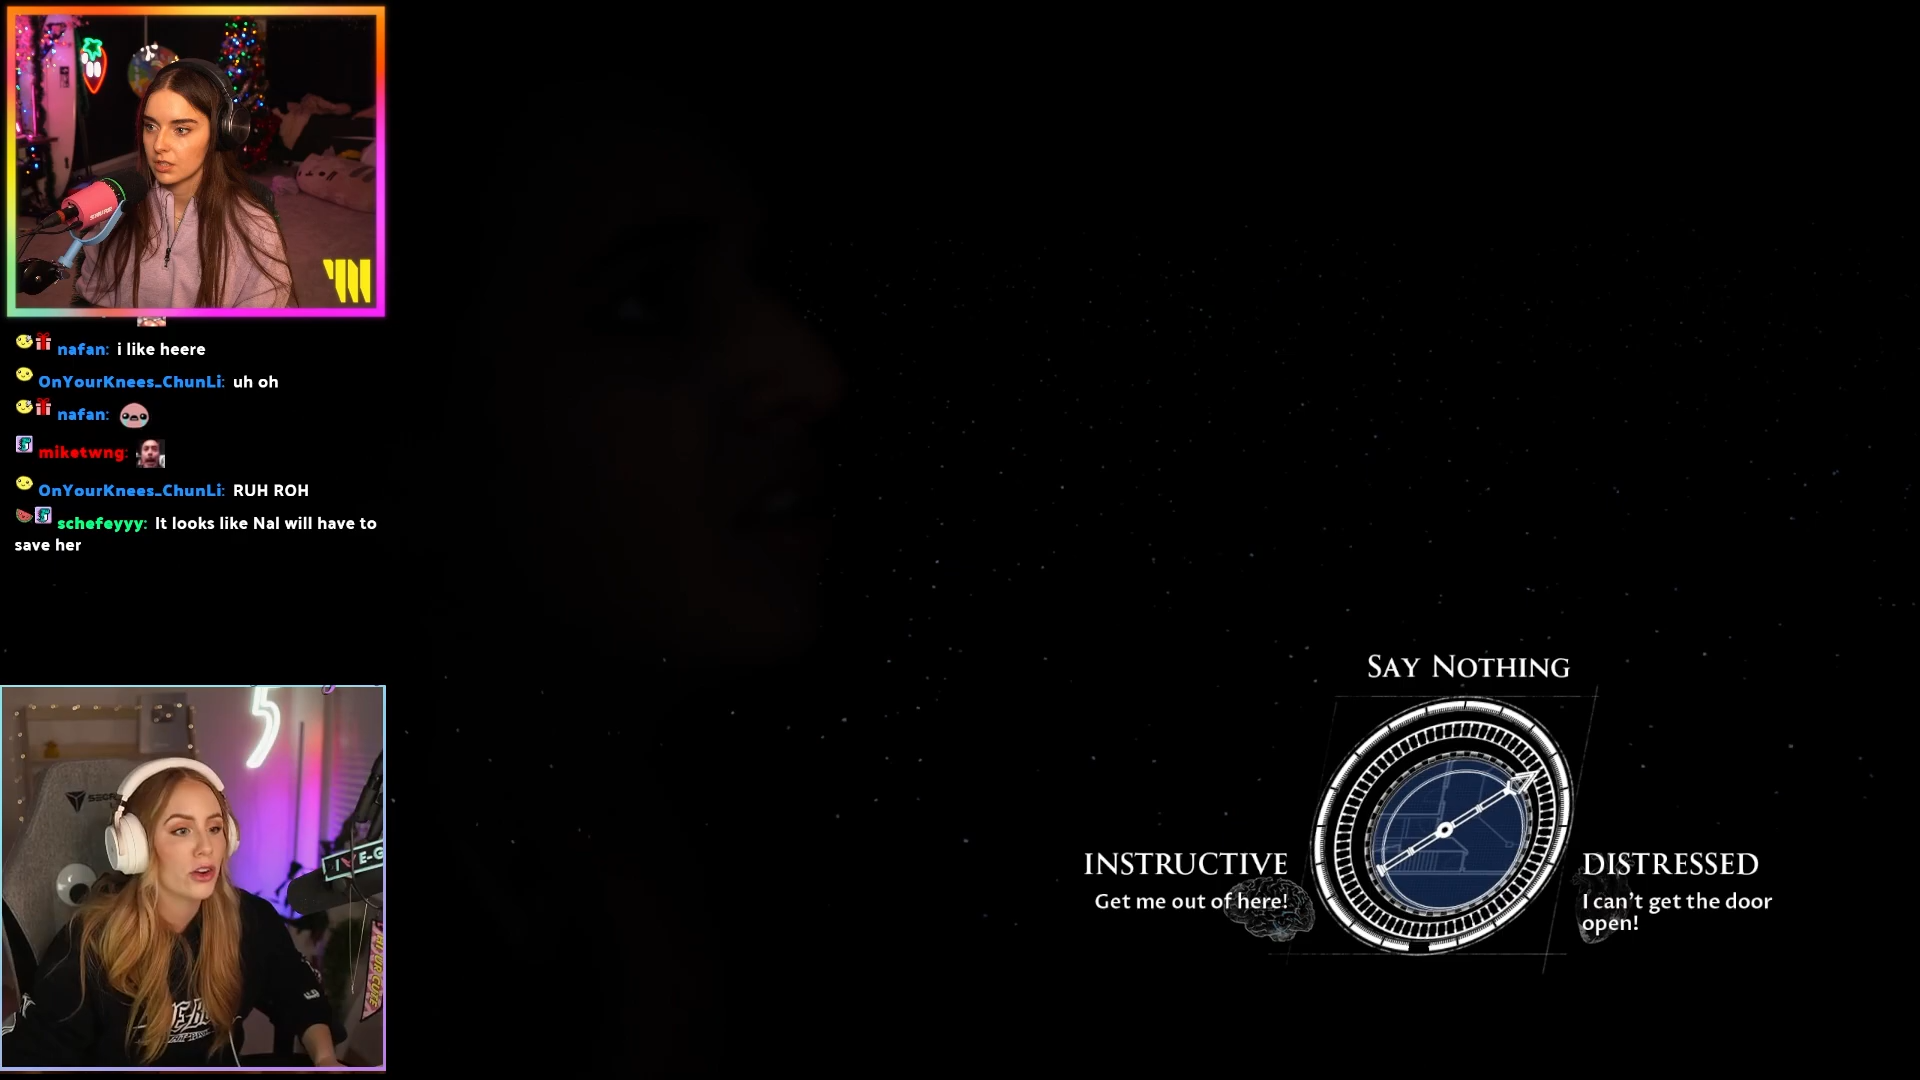 nafan: i like heere
OnYourKnees_ChunLi: uh oh
nafan:
miketwng:
OnYourKnees_ChunLi: RUH ROH
schefeyyy: It looks like Nal will have to
save her
SAY NOTHING
INSTRUCTIVE
Get me out of here!
DISTRESSED
I can't get the door
open!